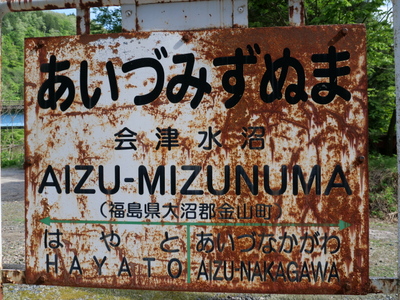 あいづみずぬま
会津水沼
AIZU-MIZUNUMA
(福島県大沼郡金山町)
はやと あいづなかがわ
HAYATO AIZU-NAKAGAWA